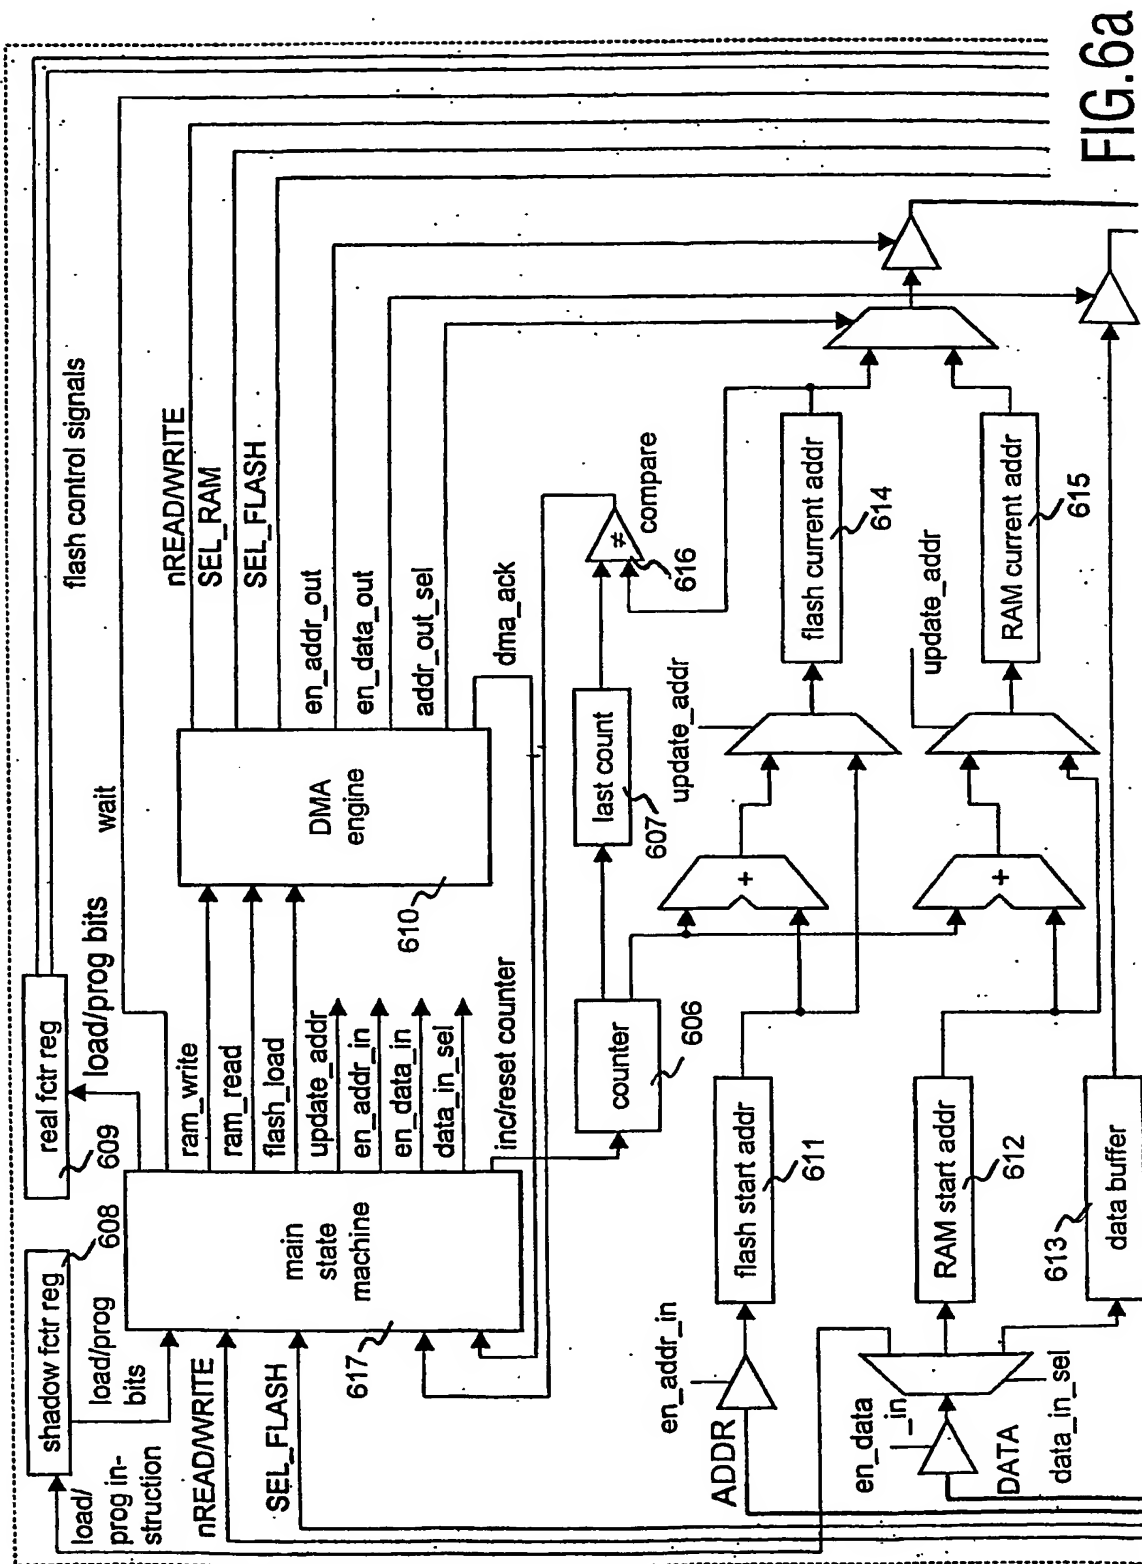 shadow fctr reg
608
real fctr reg
609
load/
prog in-
struction
load/prog
bits
load/prog bits
wait
flash control signals
nREAD/WRITE
SEL_FLASH
main
state
machine
617
ram_write
ram_read
flash_load
update_addr
en_addr_in
en_data_in
data_in_sel
inc/reset counter
DMA
engine
610
nREAD/WRITE
SEL_RAM
SEL_FLASH
en_addr_out
en_data_out
addr_out_sel
dma_ack
counter
606
last count
607
≠
compare
616
en_addr_in
ADDR
flash start addr
611
+
update_addr
flash current addr
614
en_data
_in
DATA
data_in_sel
RAM start addr
612
+
update_addr
RAM current addr
615
613
data buffer
FIG.6a